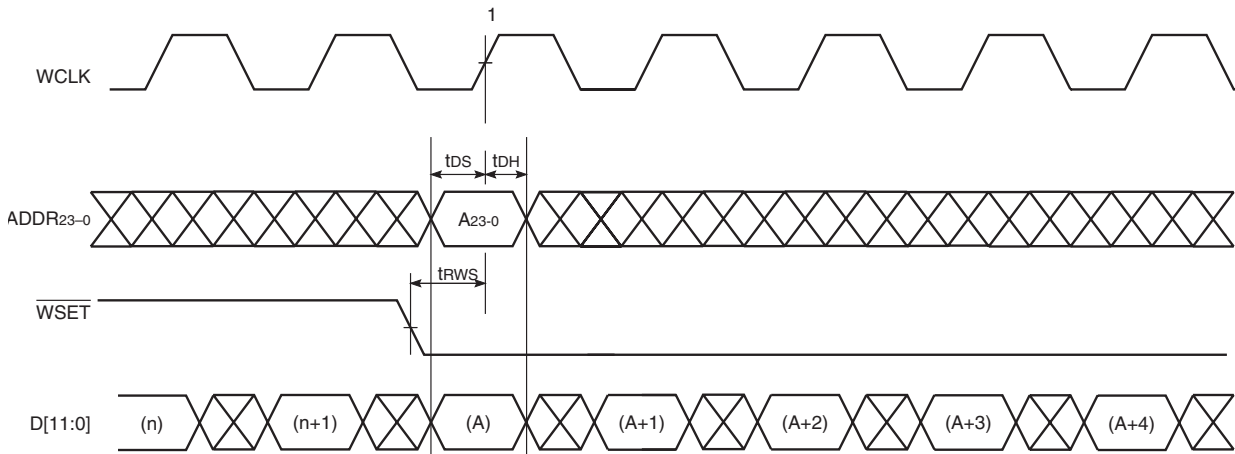 1
WCLK
tDS tDH
ADDR23–0 A23-0
tRWS
WSET
D[11:0] (n) (n+1) (A) (A+1) (A+2) (A+3) (A+4)